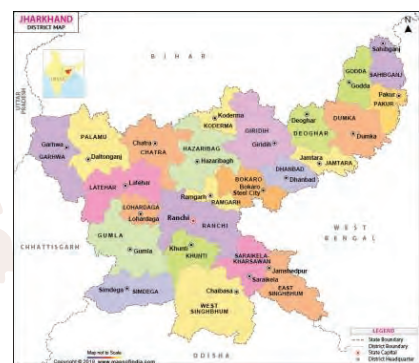 JHARKHAND
DISTRICT MAP
N
INDIA
BIHAR
UTTAR
PRADESH
Sahibganj
GODDA
Godda
SAHIBGANJ
Pakur
PAKUR
Koderma
KODERMA
GIRIDIH
Giridih
Deoghar
DEOGHAR
DUMKA
Dumka
PALAMU
Garhwa
GARHWA
Daltonganj
Chatra
CHATRA
HAZARIBAG
Hazaribagh
Jamtara
JAMTARA
DHANBAD
Dhanbad
BOKARO
Bokaro
Steel City
LATEHAR
Latehar
Ramgarh
RAMGARH
LOHARDAGA
Lohardaga
Ranchi
RANCHI
WEST
BENGAL
CHHATTISGARH
GUMLA
Gumla
Khunti
KHUNTI
SARAIKELA-
KHARSAWAN
Jamshedpur
Saraikela
EAST
SINGHBHUM
Simdega
SIMDEGA
Chaibasa
WEST
SINGHBHUM
ODISHA
LEGEND
State Boundary
District Boundary
State Capital
District Headquarter
Map not to Scale